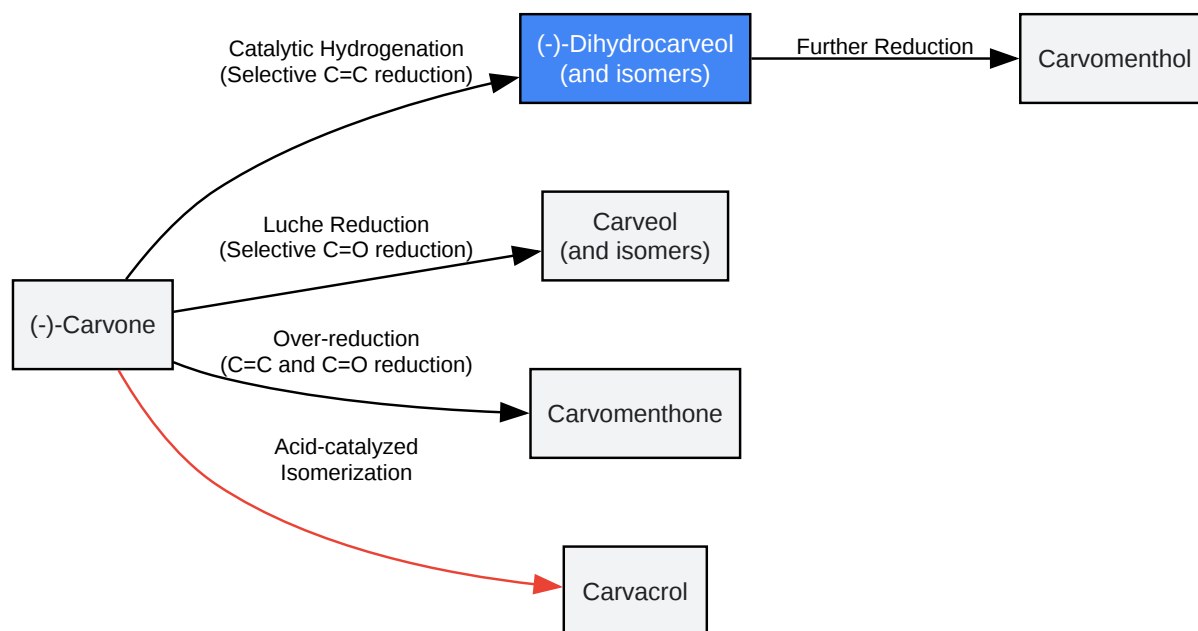 Catalytic Hydrogenation
(Selective C=C reduction)
(-)-Dihydrocarveol
(and isomers)
Further Reduction
Carvomenthol
Luche Reduction
(Selective C=O reduction)
Carveol
(and isomers)
(-)-Carvone
Over-reduction
(C=C and C=O reduction)
Carvomenthone
Acid-catalyzed
Isomerization
Carvacrol